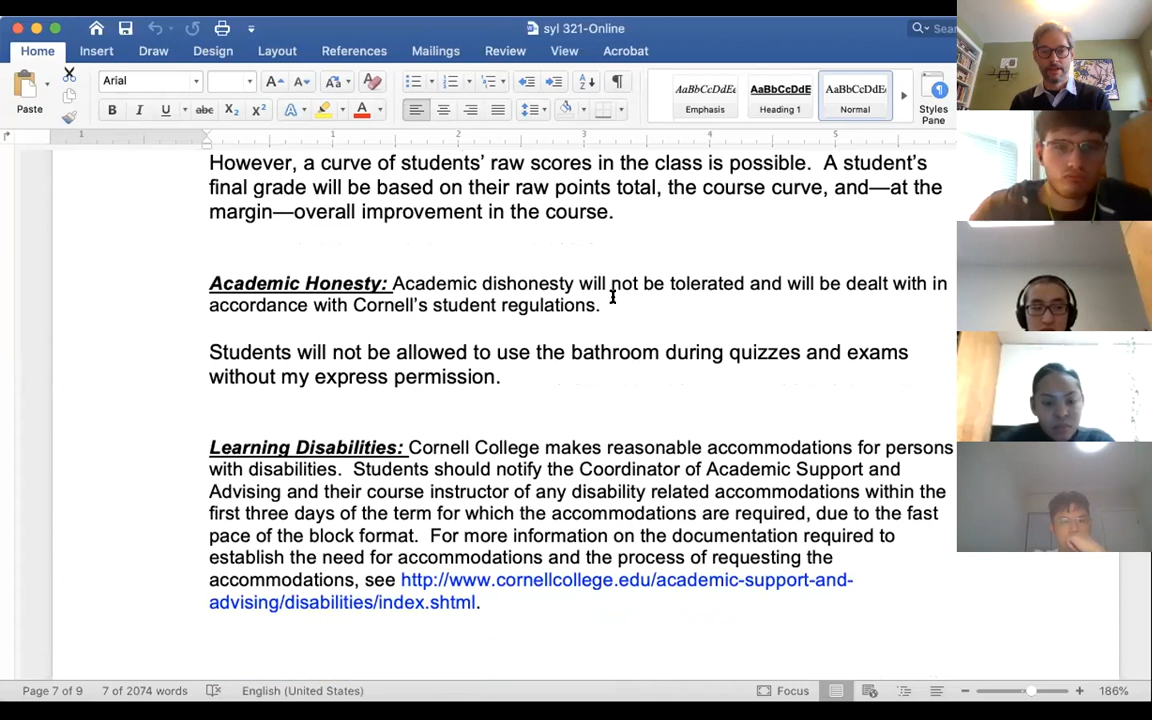 syl 321-Online
Home Insert Draw Design Layout References Mailings Review View Acrobat
Paste Arial AaBbCcDdEe AaBbCcDdE AaBbCcDdEe
Emphasis Heading 1 Normal Styles Pane
1 1 2 3 4 5
However, a curve of students’ raw scores in the class is possible. A student’s
final grade will be based on their raw points total, the course curve, and—at the
margin—overall improvement in the course.
Academic Honesty: Academic dishonesty will not be tolerated and will be dealt with in
accordance with Cornell’s student regulations.
Students will not be allowed to use the bathroom during quizzes and exams
without my express permission.
Learning Disabilities: Cornell College makes reasonable accommodations for persons
with disabilities. Students should notify the Coordinator of Academic Support and
Advising and their course instructor of any disability related accommodations within the
first three days of the term for which the accommodations are required, due to the fast
pace of the block format. For more information on the documentation required to
establish the need for accommodations and the process of requesting the
accommodations, see http://www.cornellcollege.edu/academic-support-and-
advising/disabilities/index.shtml.
Page 7 of 9 7 of 2074 words English (United States) Focus 186%